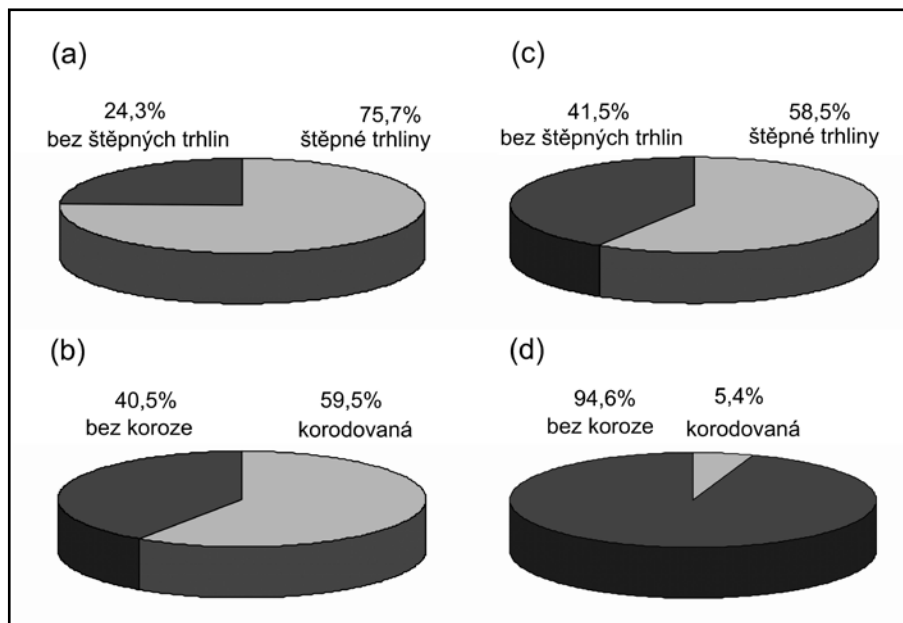 (a)
24,3%
bez štěpných trhlin
75,7%
štěpné trhliny
(c)
41,5%
bez štěpných trhlin
58,5%
štěpné trhliny
(b)
40,5%
bez koroze
59,5%
korodovaná
(d)
94,6%
bez koroze
5,4%
korodovaná